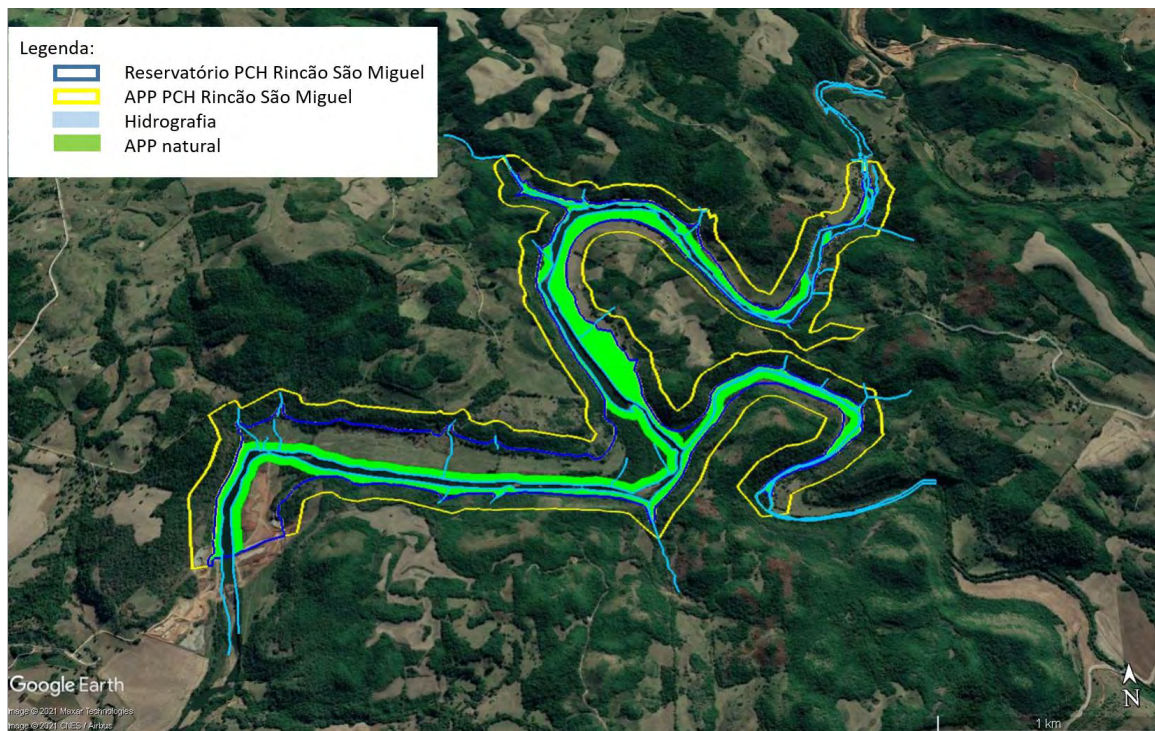 Legenda:
Reservatório PCH Rincão São Miguel
APP PCH Rincão São Miguel
Hidrografia
APP natural
Google Earth
Image © 2021 Maxar Technologies
Image © 2021 CNES / Airbus
1 km
N